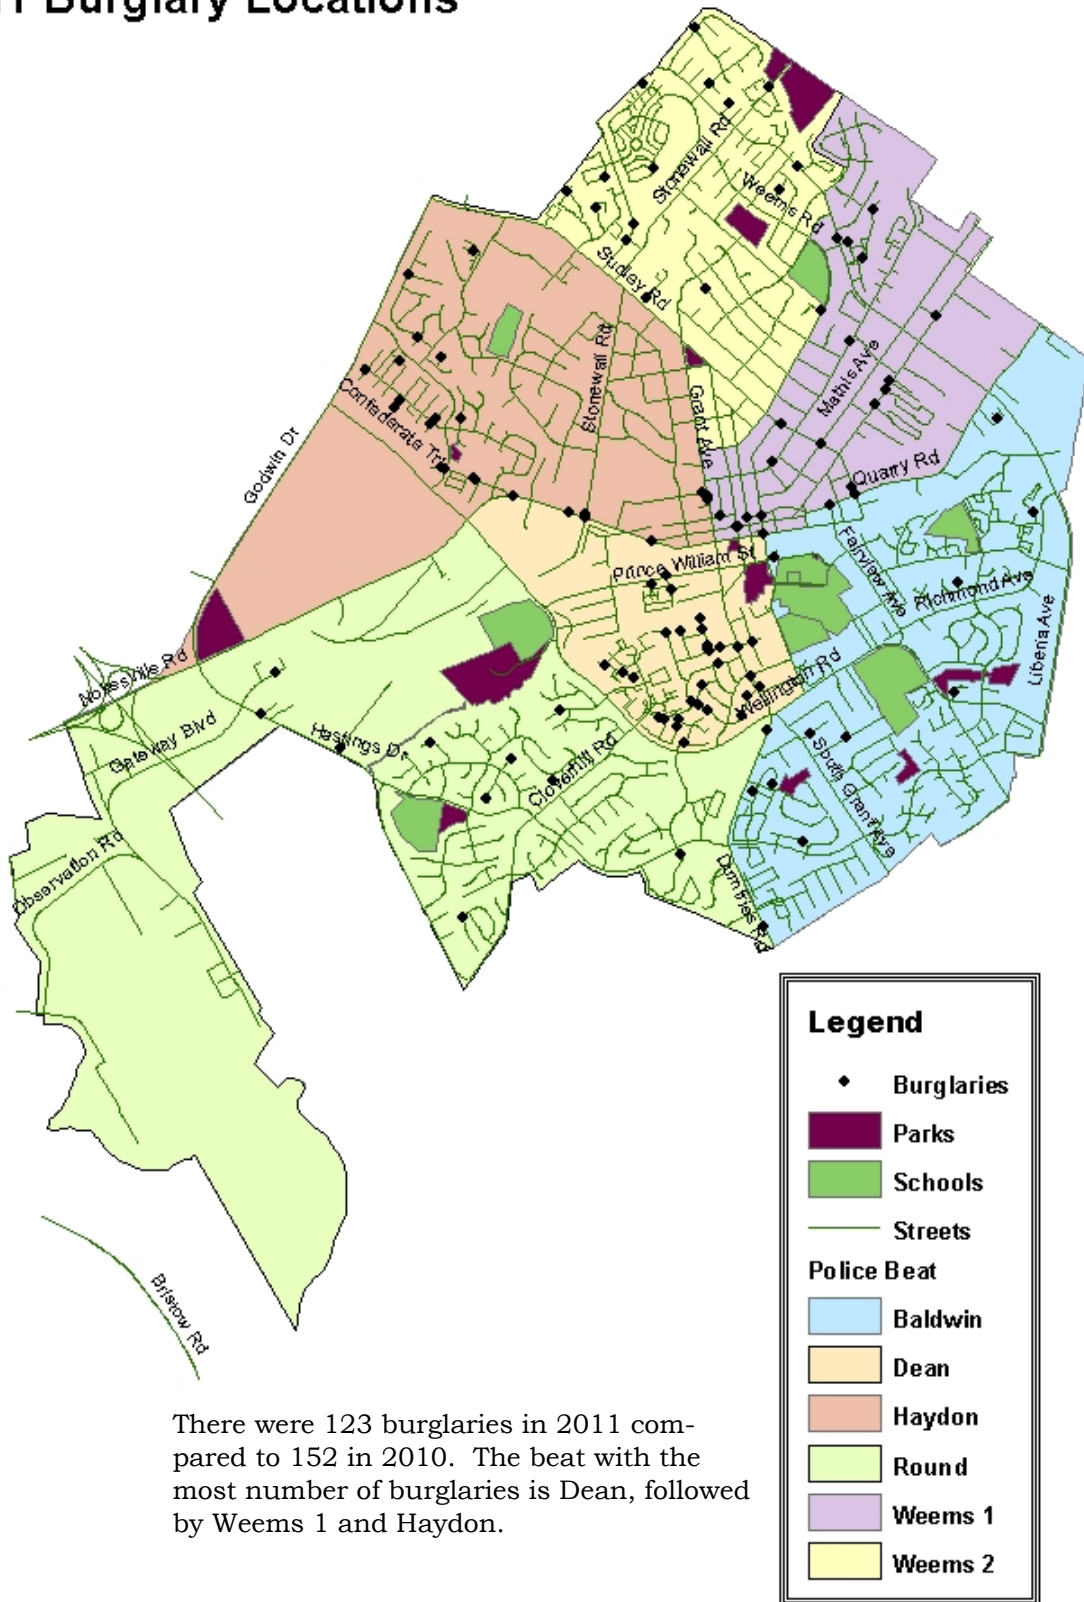 Burglary Locations
Stonewall Rd
Weems Rd
Sudley Rd
Stonewall Rd
Mathis Ave
Grant Ave
Confederate Trl
Godwin Dr
Quarry Rd
Prince William St
Fairview Ave
Richmond Ave
Liberia Ave
Wellington Rd
Nokesville Rd
Gateway Blvd
Hastings Dr
Cloverhill Rd
South Grant Ave
Dumfries Rd
Observation Rd
Bristow Rd
Legend
Burglaries
Parks
Schools
Streets
Police Beat
Baldwin
Dean
Haydon
Round
Weems 1
Weems 2
There were 123 burglaries in 2011 com-
pared to 152 in 2010. The beat with the
most number of burglaries is Dean, followed
by Weems 1 and Haydon.